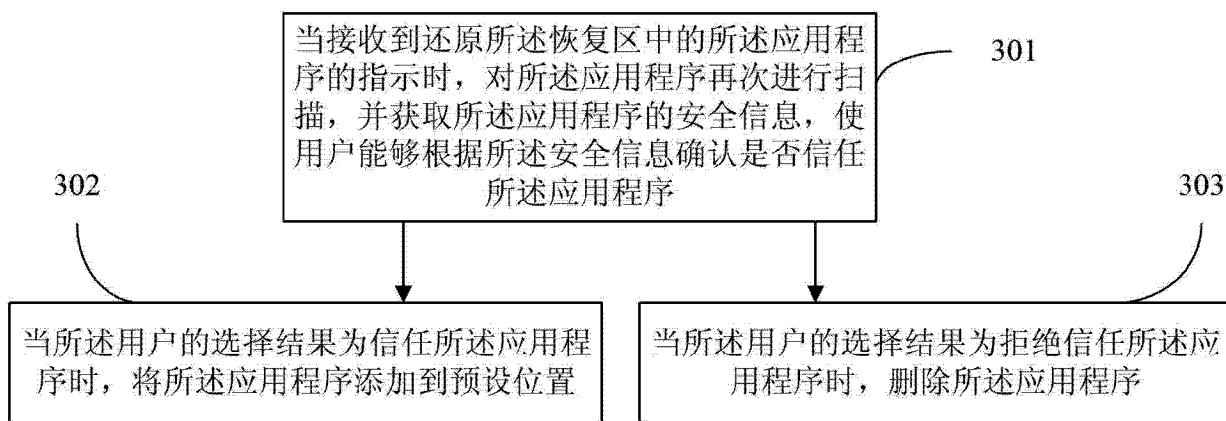 当接收到还原所述恢复区中的所述应用程
序的指示时，对所述应用程序再次进行扫
描，并获取所述应用程序的安全信息，使
用户能够根据所述安全信息确认是否信任
所述应用程序
301
302
303
当所述用户的选择结果为信任所述应用程
序时，将所述应用程序添加到预设位置
当所述用户的选择结果为拒绝信任所述应
用程序时，删除所述应用程序